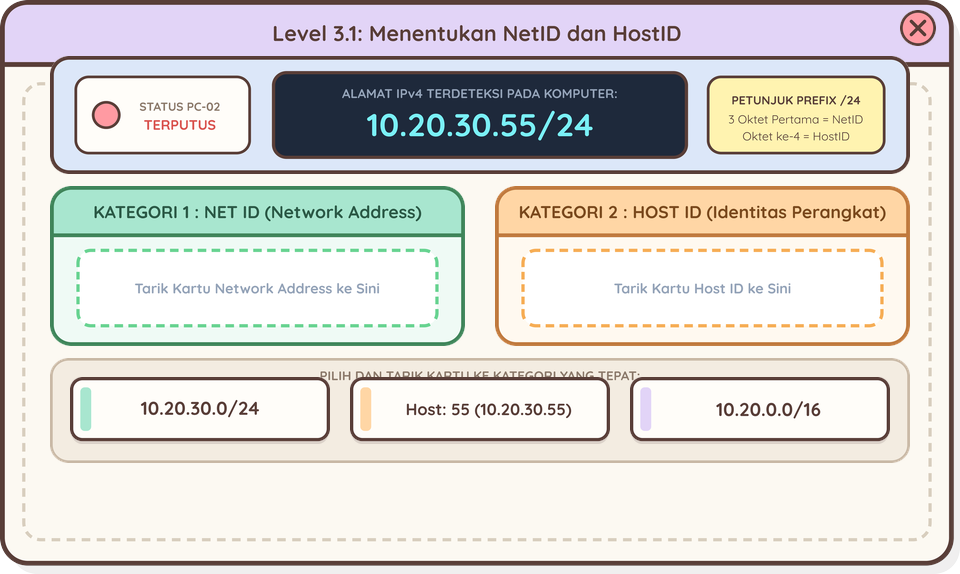 Level 3.1: Menentukan NetID dan HostID
STATUS PC-02
TERPUTUS
ALAMAT IPv4 TERDETEKSI PADA KOMPUTER:
10.20.30.55/24
PETUNJUK PREFIX /24
3 Oktet Pertama = NetID
Oktet ke-4 = HostID
KATEGORI 1 : NET ID (Network Address)
Tarik Kartu Network Address ke Sini
KATEGORI 2 : HOST ID (Identitas Perangkat)
Tarik Kartu Host ID ke Sini
PILIH DAN TARIK KARTU KE KATEGORI YANG TEPAT:
10.20.30.0/24
Host: 55 (10.20.30.55)
10.20.0.0/16